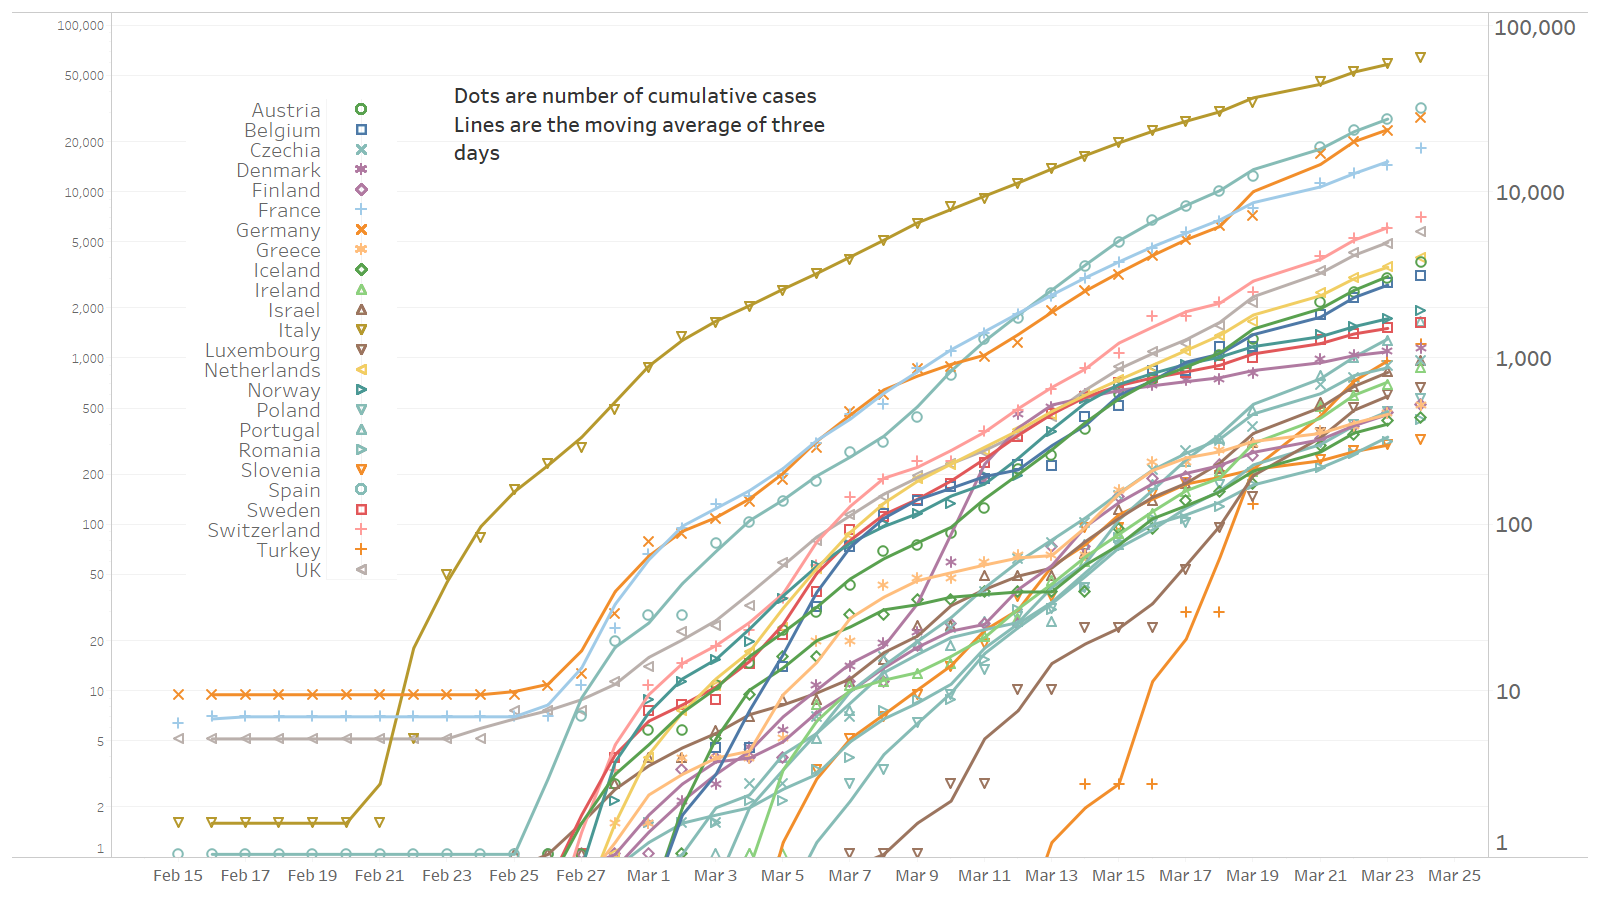 100,000
50,000
20,000
10,000
5,000
2,000
1,000
500
200
100
50
20
10
5
2
1
Dots are number of cumulative cases
Lines are the moving average of three
days
Austria
Belgium
Czechia
Denmark
Finland
France
Germany
Greece
Iceland
Ireland
Israel
Italy
Luxembourg
Netherlands
Norway
Poland
Portugal
Romania
Slovenia
Spain
Sweden
Switzerland
Turkey
UK
100,000
10,000
1,000
100
10
1
Feb 15 Feb 17 Feb 19 Feb 21 Feb 23 Feb 25 Feb 27 Mar 1 Mar 3 Mar 5 Mar 7 Mar 9 Mar 11 Mar 13 Mar 15 Mar 17 Mar 19 Mar 21 Mar 23 Mar 25